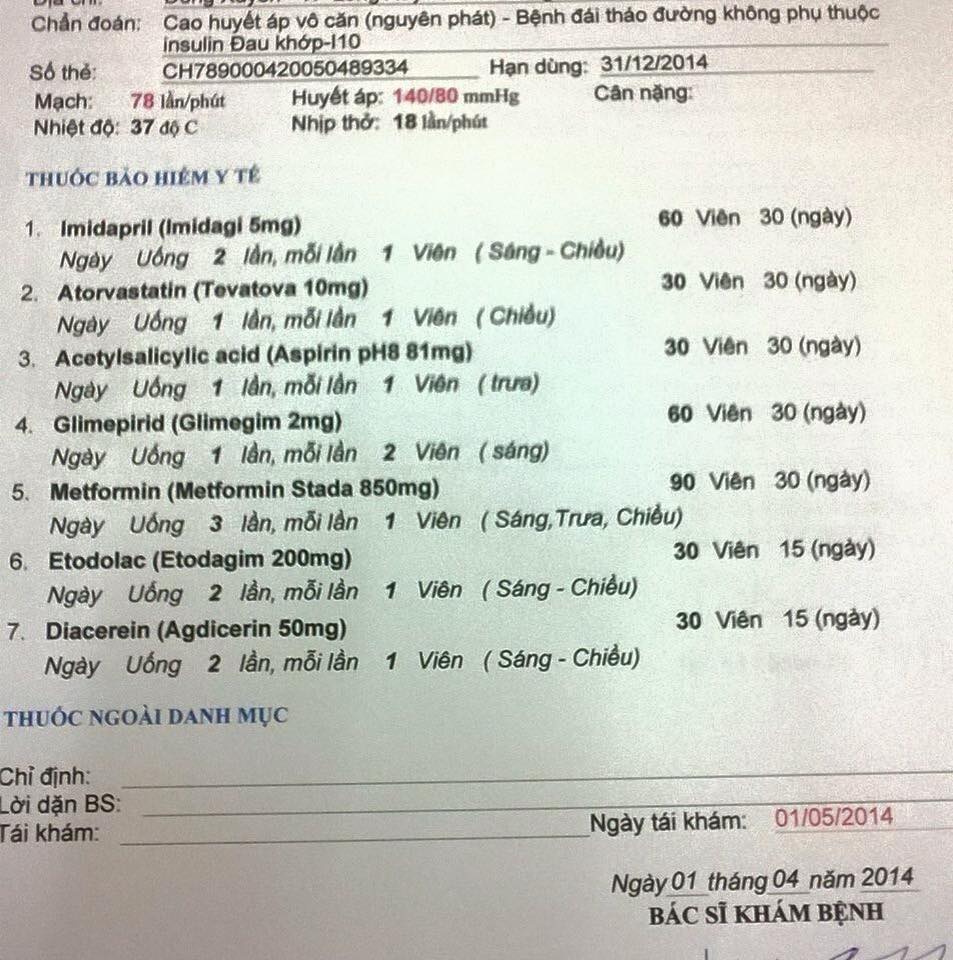 Chẩn đoán: Cao huyết áp vô căn (nguyên phát) - Bệnh đái tháo đường không phụ thuộc
insulin Đau khớp-I10
Số thẻ: CH7890004200500489334 Hạn dùng: 31/12/2014
Mạch: 78 lần/phút Huyết áp: 140/80 mmHg Cân nặng:
Nhiệt độ: 37 độ C Nhịp thở: 18 lần/phút
THUỐC BẢO HIỂM Y TẾ
1. Imidapril (Imidagi 5mg) 60 Viên 30 (ngày)
Ngày Uống 2 lần, mỗi lần 1 Viên ( Sáng - Chiều)
2. Atorvastatin (Tevatova 10mg) 30 Viên 30 (ngày)
Ngày Uống 1 lần, mỗi lần 1 Viên ( Chiều)
3. Acetylsalicylic acid (Aspirin pH8 81mg) 30 Viên 30 (ngày)
Ngày Uống 1 lần, mỗi lần 1 Viên ( trưa)
4. Glimepirid (Glimegim 2mg) 60 Viên 30 (ngày)
Ngày Uống 1 lần, mỗi lần 2 Viên ( sáng)
5. Metformin (Metformin Stada 850mg) 90 Viên 30 (ngày)
Ngày Uống 3 lần, mỗi lần 1 Viên ( Sáng,Trưa, Chiều)
6. Etodolac (Etodagim 200mg) 30 Viên 15 (ngày)
Ngày Uống 2 lần, mỗi lần 1 Viên ( Sáng - Chiều)
7. Diacerein (Agdicerin 50mg) 30 Viên 15 (ngày)
Ngày Uống 2 lần, mỗi lần 1 Viên ( Sáng - Chiều)
THUỐC NGOÀI DANH MỤC
Chỉ định:
Lời dặn BS:
Tái khám: Ngày tái khám: 01/05/2014
Ngày 01 tháng 04 năm 2014
BÁC SĨ KHÁM BỆNH